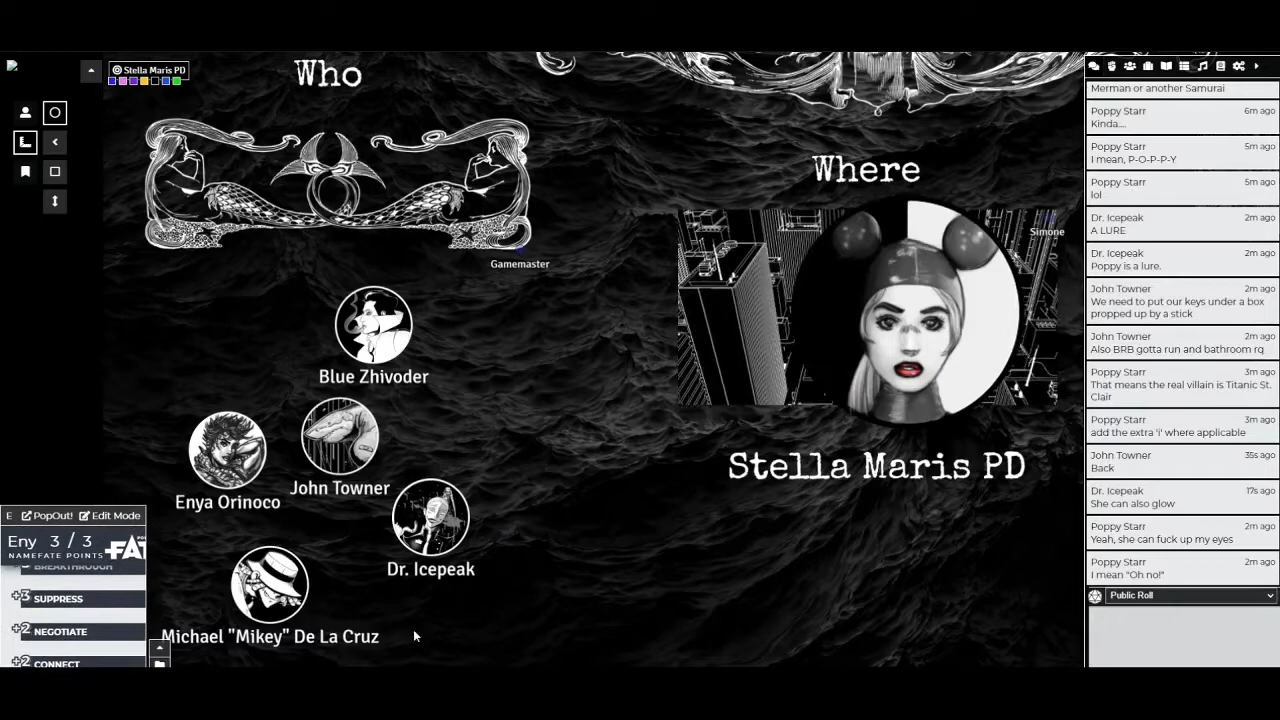 Stella Maris PD
Who
Where
Simone
Gamemaster
Blue Zhivoder
Enya Orinoco
John Towner
Dr. Icepeak
Michael "Mikey" De La Cruz
Stella Maris PD
E PopOut! Edit Mode
Eny 3 / 3
NAME FATE POINTS
BREAKTHROUGH
+3 SUPPRESS
+2 NEGOTIATE
+2 CONNECT
Merman or another Samurai
Poppy Starr 6m ago
Kinda....
Poppy Starr 5m ago
I mean, P-O-P-P-Y
Poppy Starr 5m ago
lol
Dr. Icepeak 2m ago
A LURE
Dr. Icepeak 2m ago
Poppy is a lure.
John Towner 2m ago
We need to put our keys under a box
propped up by a stick
John Towner 2m ago
Also BRB gotta run and bathroom rq
Poppy Starr 3m ago
That means the real villain is Titanic St.
Clair
Poppy Starr 3m ago
add the extra 'i' where applicable
John Towner 35s ago
Back
Dr. Icepeak 17s ago
She can also glow
Poppy Starr 2m ago
Yeah, she can fuck up my eyes
Poppy Starr 2m ago
I mean "Oh no!"
Public Roll